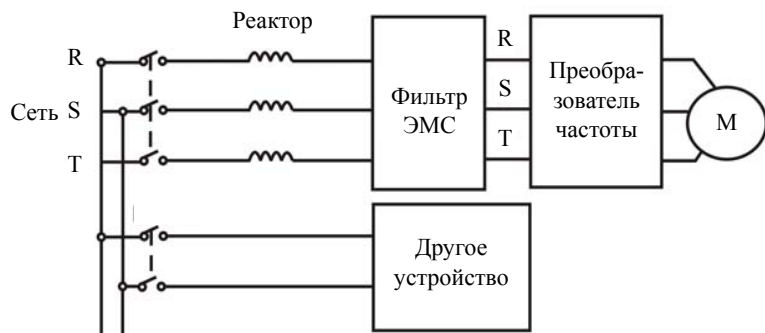 Реактор
R
Сеть S
T
Фильтр
ЭМС
R
S
T
Преобра-
зователь
частоты
М
Другое
устройство